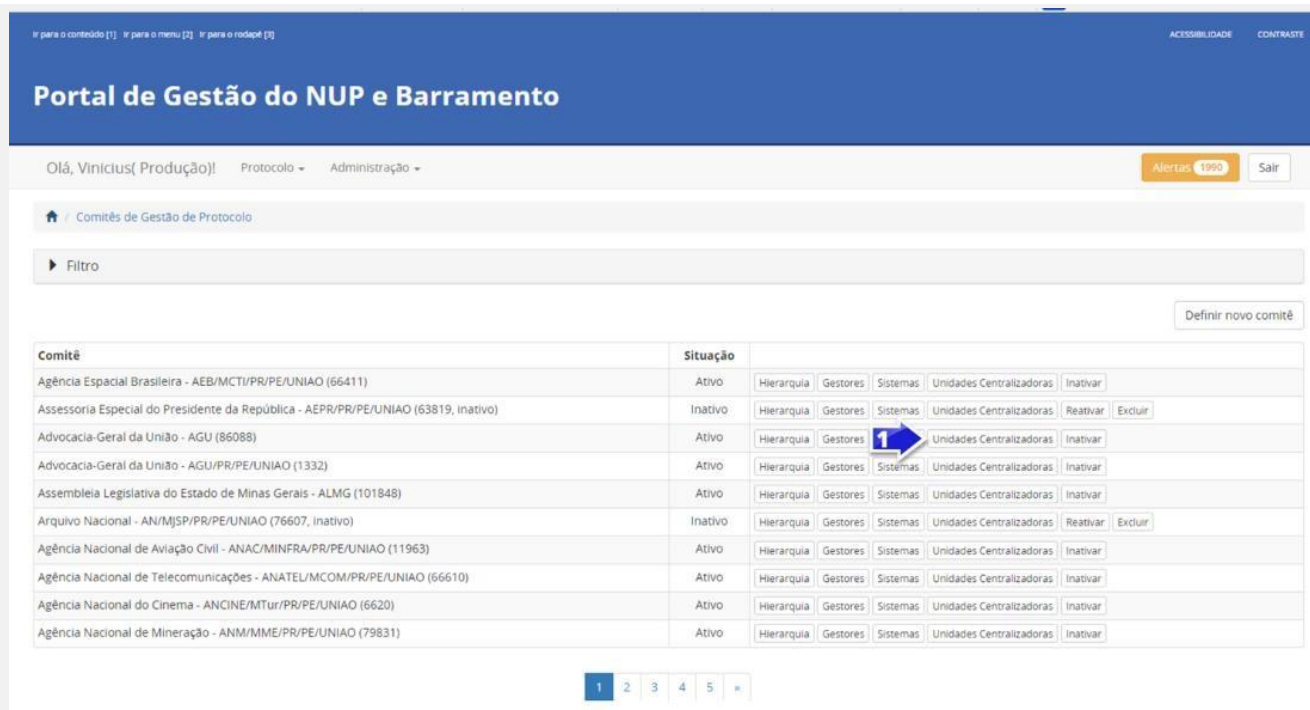 Ir para o conteúdo [1] Ir para o menu [2] Ir para o rodapé [3] ACESSIBILIDADE CONTRASTE
Portal de Gestão do NUP e Barramento
Olá, Vinicius( Produção)! Protocolo Administração Alertas 1990 Sair
/ Comitês de Gestão de Protocolo
Filtro
Definir novo comitê
Comitê Situação
Agência Espacial Brasileira - AEB/MCTI/PR/PE/UNIAO (66411) Ativo Hierarquia Gestores Sistemas Unidades Centralizadoras Inativar
Assessoria Especial do Presidente da República - AEPR/PR/PE/UNIAO (63819, inativo) Inativo Hierarquia Gestores Sistemas Unidades Centralizadoras Reativar Excluir
Advocacia-Geral da União - AGU (86088) Ativo Hierarquia Gestores 1 Unidades Centralizadoras Inativar
Advocacia-Geral da União - AGU/PR/PE/UNIAO (1332) Ativo Hierarquia Gestores Sistemas Unidades Centralizadoras Inativar
Assembleia Legislativa do Estado de Minas Gerais - ALMG (101848) Ativo Hierarquia Gestores Sistemas Unidades Centralizadoras Inativar
Arquivo Nacional - AN/MJSP/PR/PE/UNIAO (76607, inativo) Inativo Hierarquia Gestores Sistemas Unidades Centralizadoras Reativar Excluir
Agência Nacional de Aviação Civil - ANAC/MINFRA/PR/PE/UNIAO (11963) Ativo Hierarquia Gestores Sistemas Unidades Centralizadoras Inativar
Agência Nacional de Telecomunicações - ANATEL/MCOM/PR/PE/UNIAO (66610) Ativo Hierarquia Gestores Sistemas Unidades Centralizadoras Inativar
Agência Nacional do Cinema - ANCINE/MTur/PR/PE/UNIAO (6620) Ativo Hierarquia Gestores Sistemas Unidades Centralizadoras Inativar
Agência Nacional de Mineração - ANM/MME/PR/PE/UNIAO (79831) Ativo Hierarquia Gestores Sistemas Unidades Centralizadoras Inativar
1 2 3 4 5 »